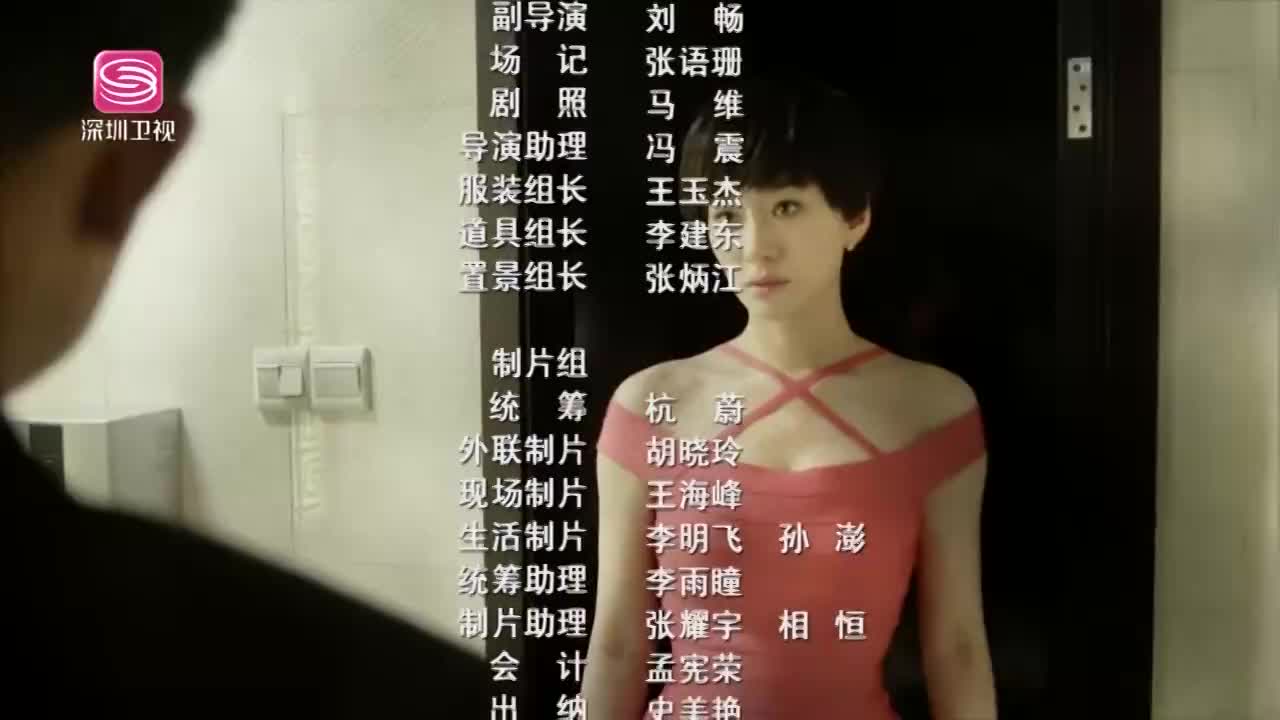 深圳卫视
副导演 刘 畅
场 记 张语珊
剧 照 马 维
导演助理 冯 震
服装组长 王玉杰
道具组长 李建东
置景组长 张炳江
制片组
统 筹 杭 蔚
外联制片 胡晓玲
现场制片 王海峰
生活制片 李明飞 孙 澎
统筹助理 李雨瞳
制片助理 张耀宇 相 恒
会 计 孟宪荣
出 纳 史美艳